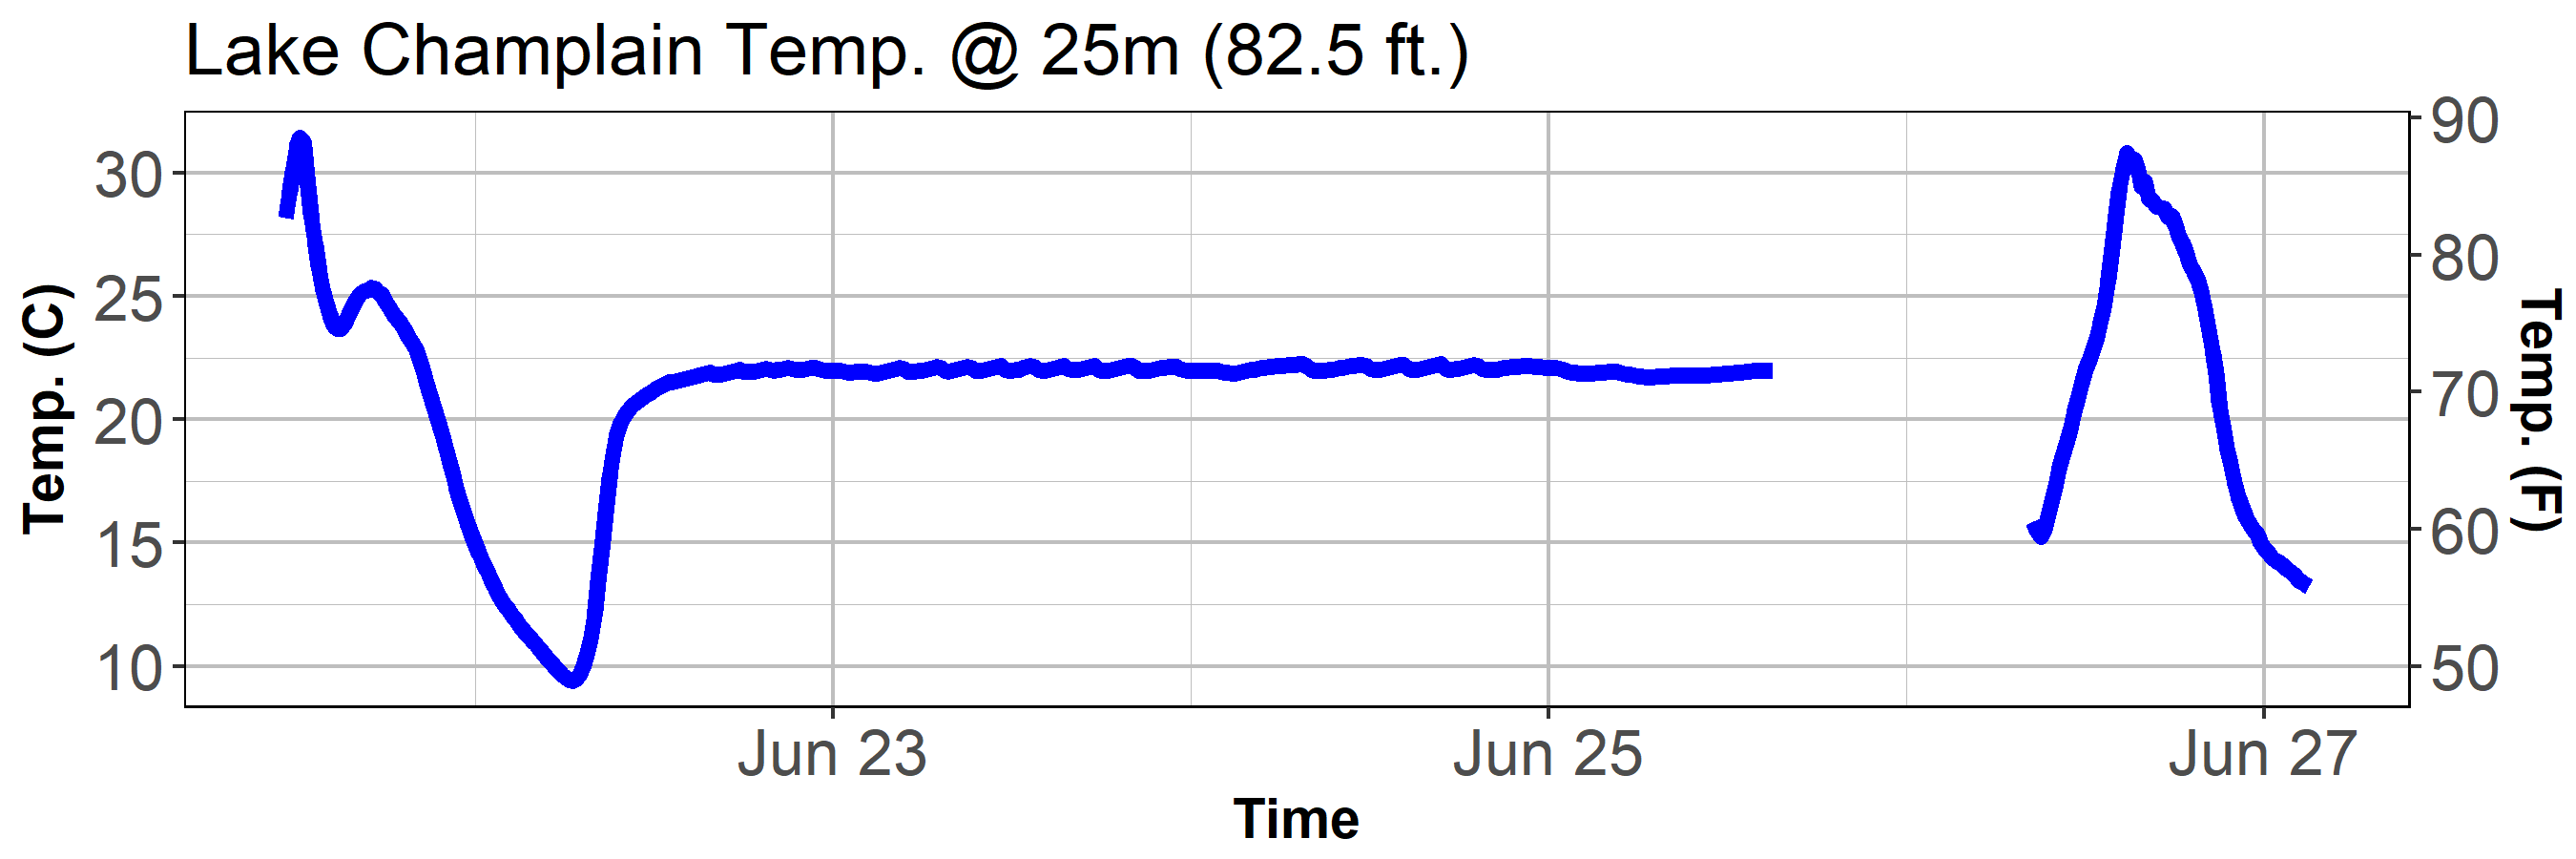 Lake Champlain Temp. @ 25m (82.5 ft.)
Temp. (C)
30
25
20
15
10
90
80
70
60
50
Temp. (F)
Jun 23
Jun 25
Jun 27
Time